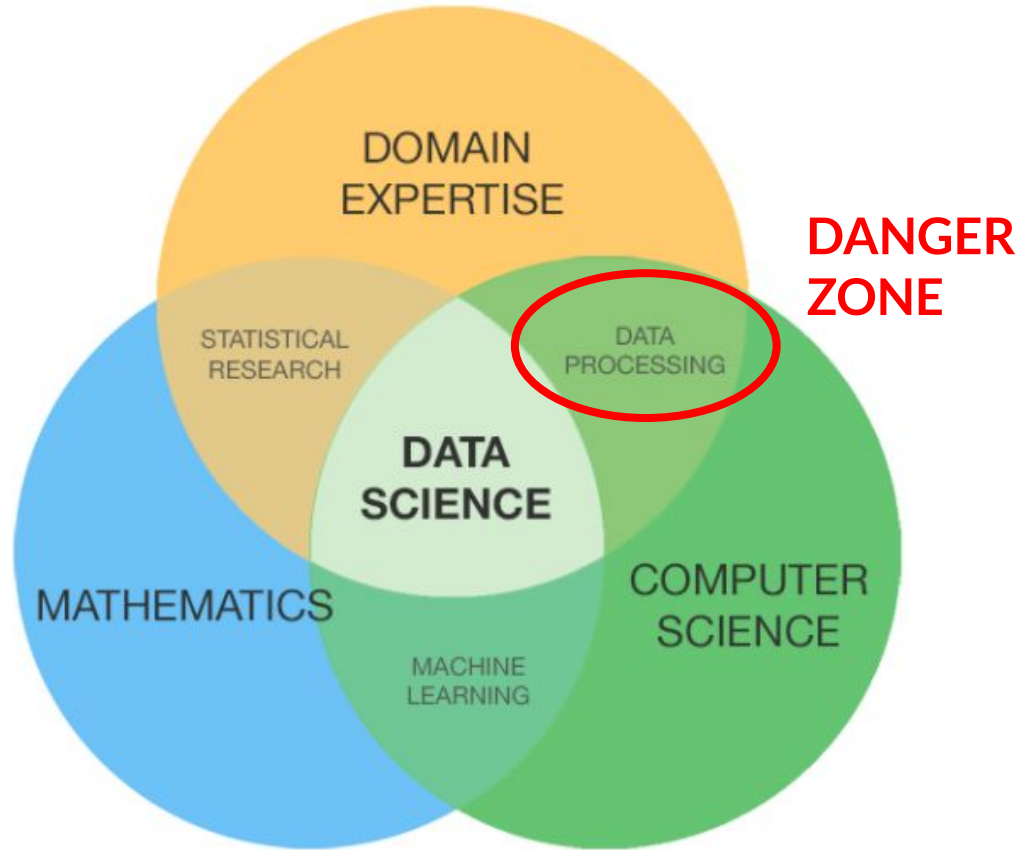 DOMAIN
EXPERTISE
DANGER
ZONE
STATISTICAL
RESEARCH
DATA
PROCESSING
DATA
SCIENCE
MATHEMATICS
COMPUTER
SCIENCE
MACHINE
LEARNING